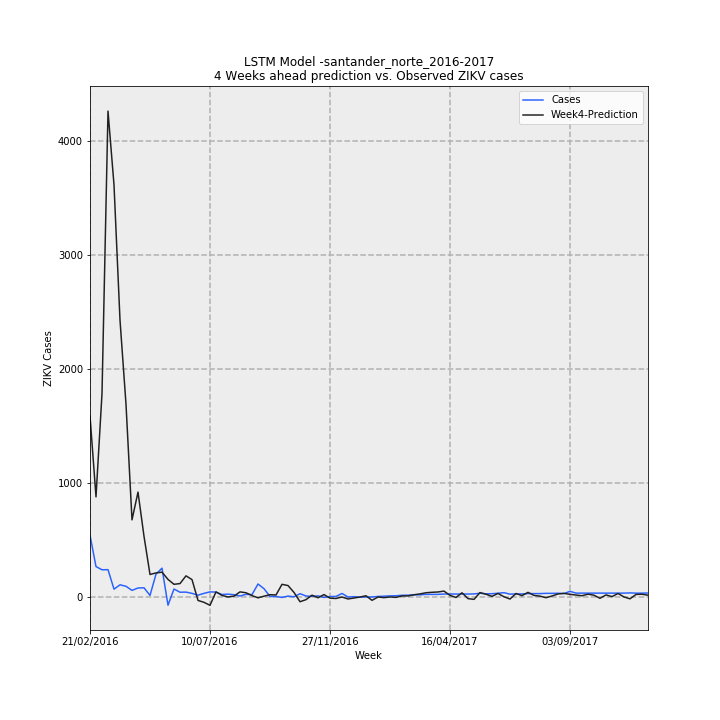 LSTM Model -santander_norte_2016-2017
4 Weeks ahead prediction vs. Observed ZIKV cases
Cases
Week4-Prediction
4000
3000
2000
1000
0
ZIKV Cases
21/02/2016 10/07/2016 27/11/2016 16/04/2017 03/09/2017
Week